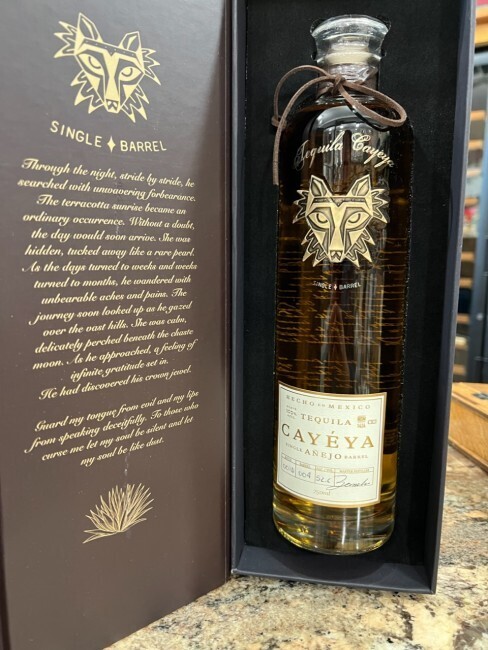 SINGLE BARREL
Through the night, stride by stride, he
searched with unwavering forbearance.
The terracotta sunrise became an
ordinary occurrence. Without a doubt,
the day would soon arrive. She was
hidden, tucked away like a rare pearl.
As the days turned to weeks and weeks
turned to months, he wandered with
unbearable aches and pains. The
journey soon looked up as he gazed
over the vast hills. She was calm,
delicately perched beneath the chaste
moon. As he approached, a feeling of
infinite gratitude set in.
He had discovered his crown jewel.
Guard my tongue from evil and my lips
from speaking deceitfully. To those who
curse me let my soul be silent and let
my soul be like dust.
Tequila Cayéya
SINGLE BARREL
HECHO EN MEXICO
TEQUILA
CAYÉYA
SINGLE AÑEJO BARREL